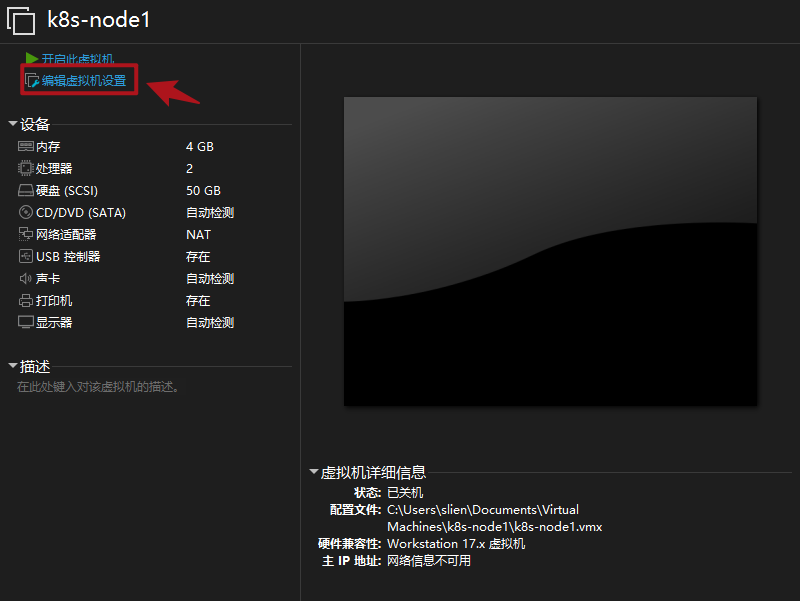 k8s-node1
开启此虚拟机
编辑虚拟机设置
设备
内存 4 GB
处理器 2
硬盘 (SCSI) 50 GB
CD/DVD (SATA) 自动检测
网络适配器 NAT
USB 控制器 存在
声卡 自动检测
打印机 存在
显示器 自动检测
描述
在此处键入对该虚拟机的描述。
虚拟机详细信息
状态: 已关机
配置文件: C:\Users\slien\Documents\Virtual
Machines\k8s-node1\k8s-node1.vmx
硬件兼容性: Workstation 17.x 虚拟机
主 IP 地址: 网络信息不可用